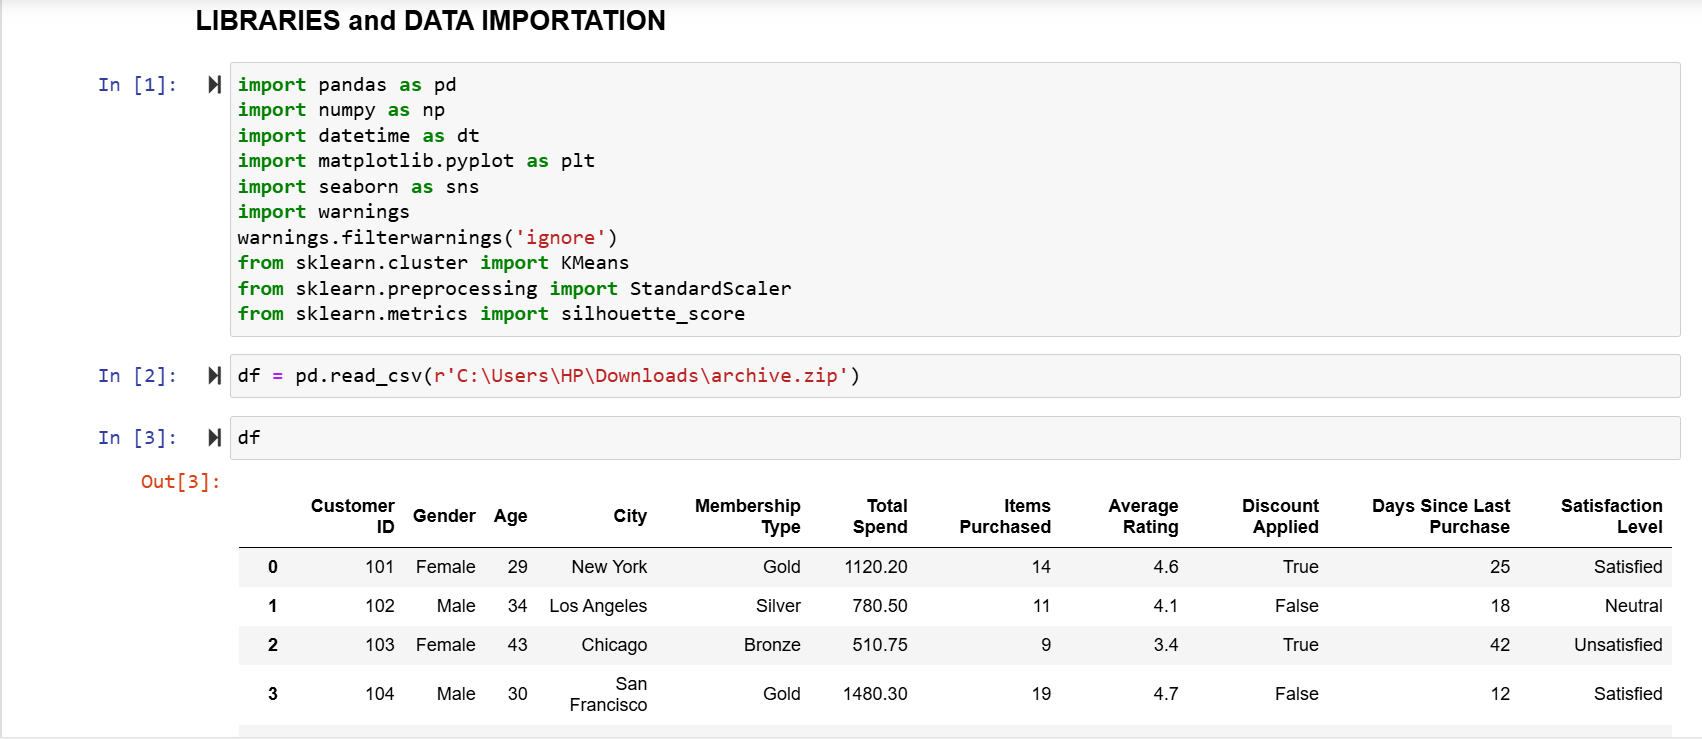 LIBRARIES and DATA IMPORTATION
In [1]:
import pandas as pd
import numpy as np
import datetime as dt
import matplotlib.pyplot as plt
import seaborn as sns
import warnings
warnings.filterwarnings('ignore')
from sklearn.cluster import KMeans
from sklearn.preprocessing import StandardScaler
from sklearn.metrics import silhouette_score
In [2]: df = pd.read_csv(r'C:\Users\HP\Downloads\archive.zip')
In [3]: df
Out[3]:
Customer Membership Total Items Average Discount Days Since Last Satisfaction
ID Gender Age City Type Spend Purchased Rating Applied Purchase Level
0 101 Female 29 New York Gold 1120.20 14 4.6 True 25 Satisfied
1 102 Male 34 Los Angeles Silver 780.50 11 4.1 False 18 Neutral
2 103 Female 43 Chicago Bronze 510.75 9 3.4 True 42 Unsatisfied
3 104 Male 30 San Gold 1480.30 19 4.7 False 12 Satisfied
Francisco